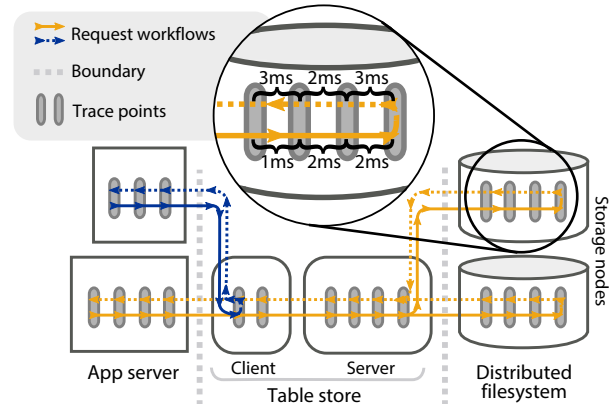 Request workflows
Boundary
Trace points
3ms 2ms 3ms
1ms 2ms 2ms
Storage nodes
App server
Client
Server
Table store
Distributed
filesystem